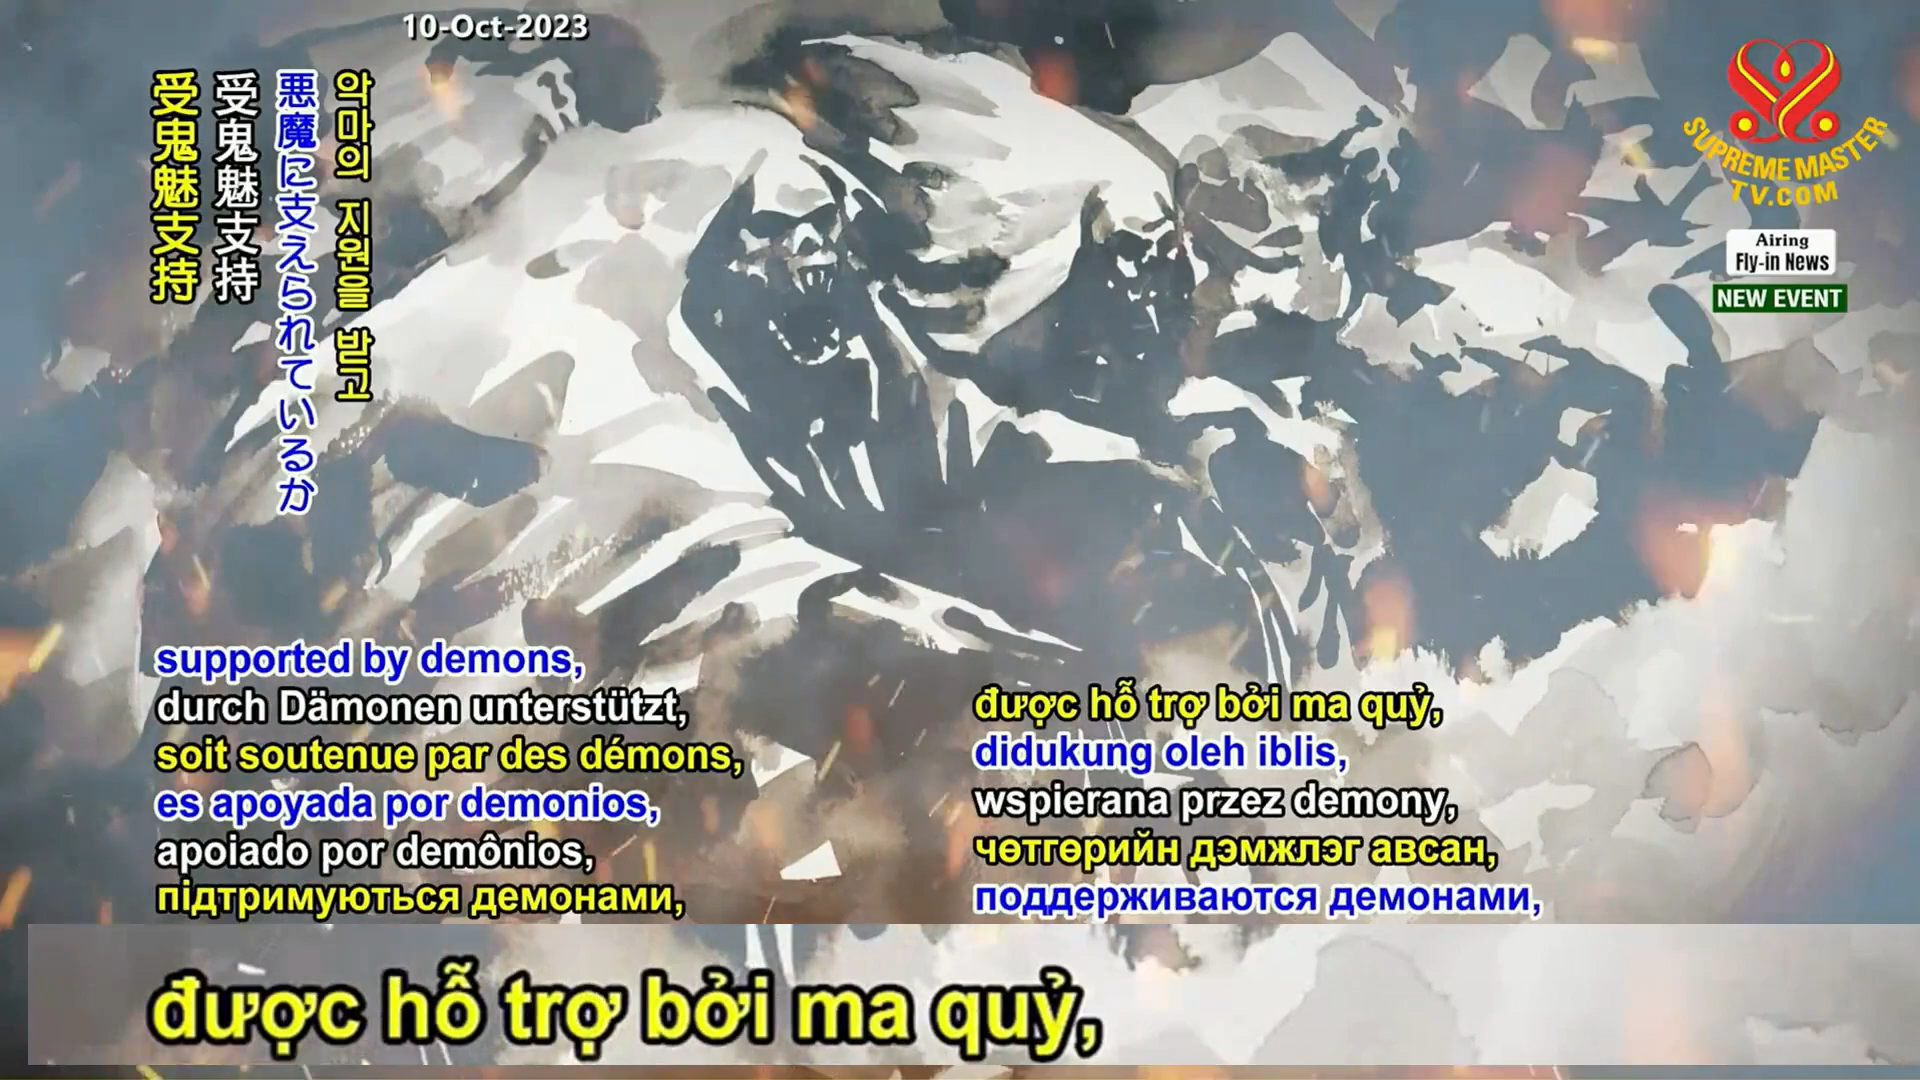 10-Oct-2023
악마의 지원을 받고
悪魔に支えられているか
受鬼魅支持
受鬼魅支持
SUPREME MASTER
TV.COM
Airing
Fly-in News
NEW EVENT
supported by demons,
durch Dämonen unterstützt,
soit soutenue par des démons,
es apoyada por demonios,
apoiado por demônios,
підтримуються демонами,
được hỗ trợ bởi ma quỷ,
didukung oleh iblis,
wspierana przez demony,
чөтгөрийн дэмжлэг авсан,
поддерживаются демонами,
được hỗ trợ bởi ma quỷ,